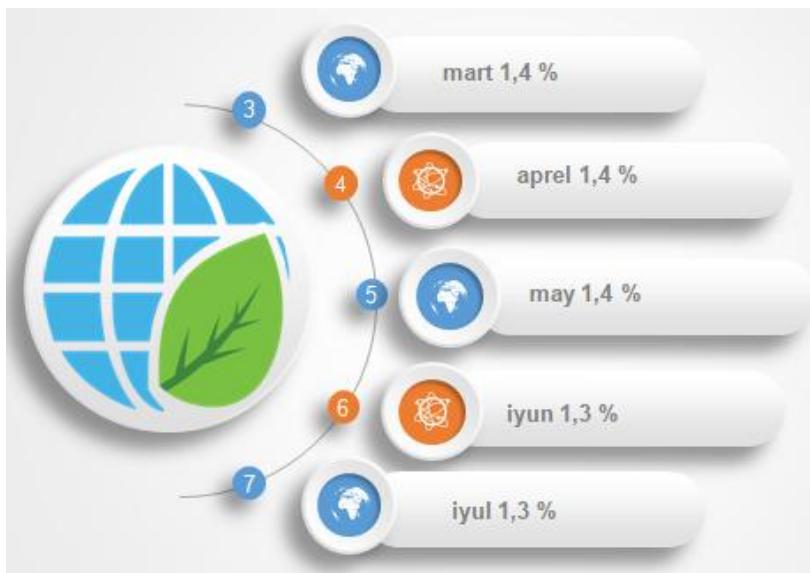 3
mart 1,4 %
4
aprel 1,4 %
5
may 1,4 %
6
iyun 1,3 %
7
iyul 1,3 %